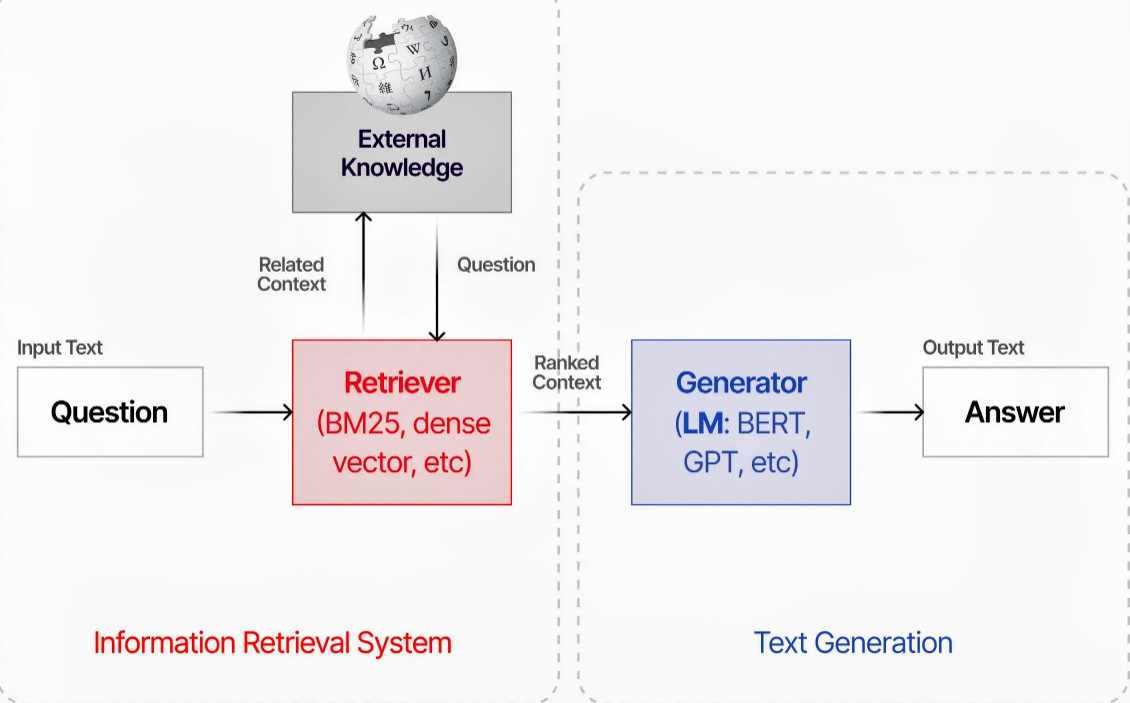 External
Knowledge
Related
Context
Question
Input Text
Question
Retriever
(BM25, dense
vector, etc)
Ranked
Context
Generator
(LM: BERT,
GPT, etc)
Output Text
Answer
Information Retrieval System
Text Generation
Ω
W
И
維